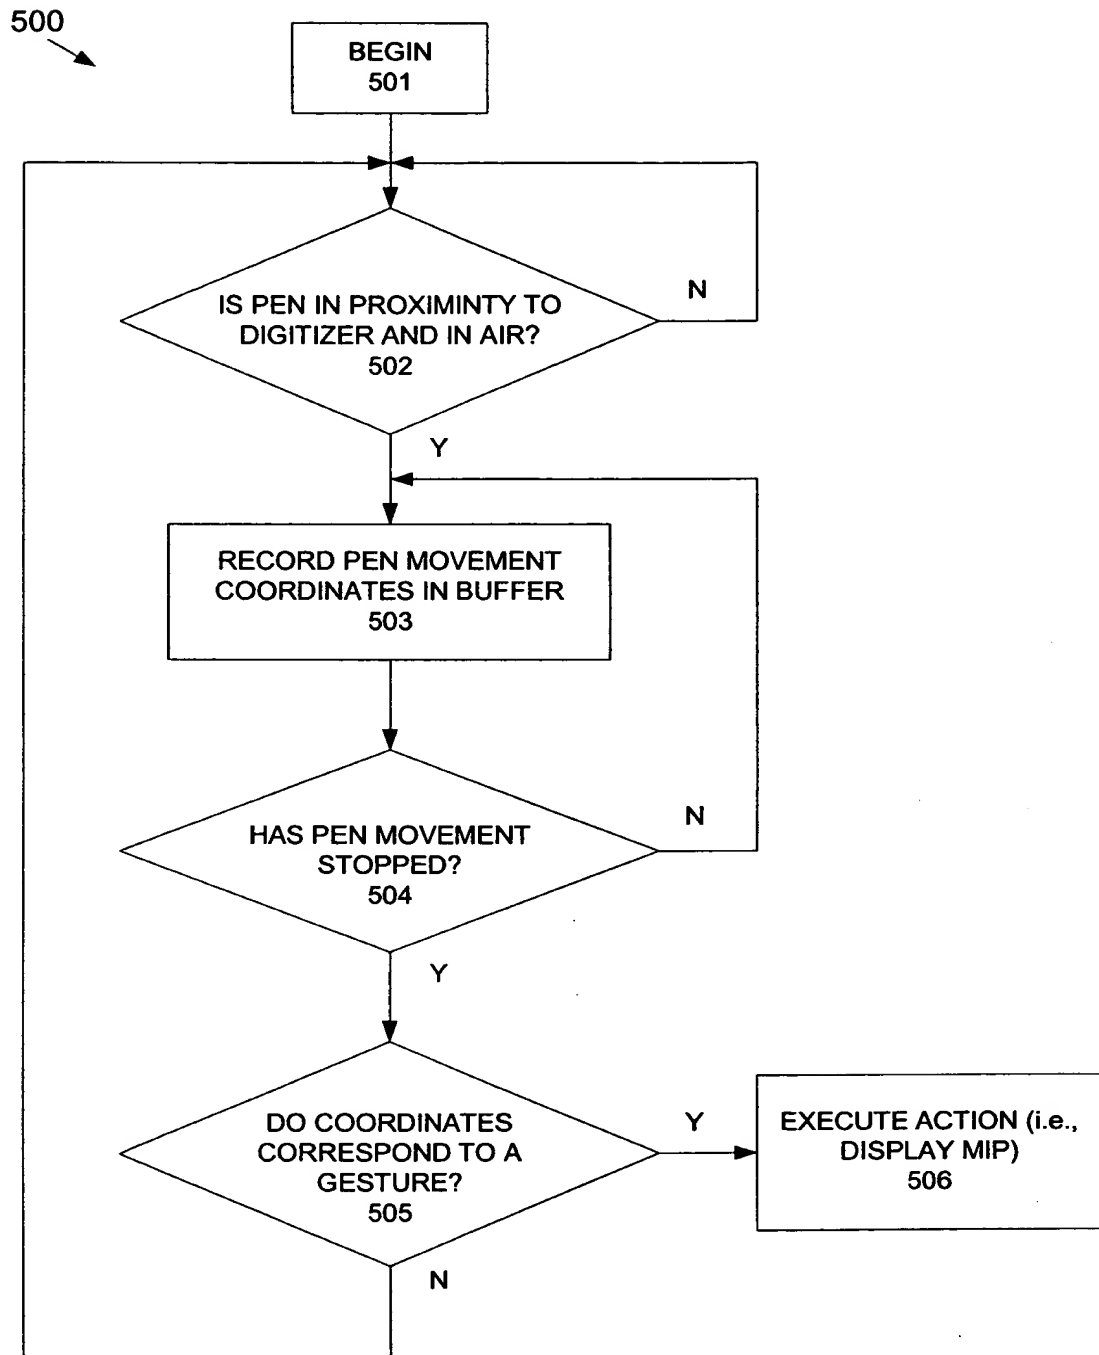 500
BEGIN
501
IS PEN IN PROXIMINTY TO
DIGITIZER AND IN AIR?
502
N
Y
RECORD PEN MOVEMENT
COORDINATES IN BUFFER
503
HAS PEN MOVEMENT
STOPPED?
504
N
Y
DO COORDINATES
CORRESPOND TO A
GESTURE?
505
Y
EXECUTE ACTION (i.e.,
DISPLAY MIP)
506
N